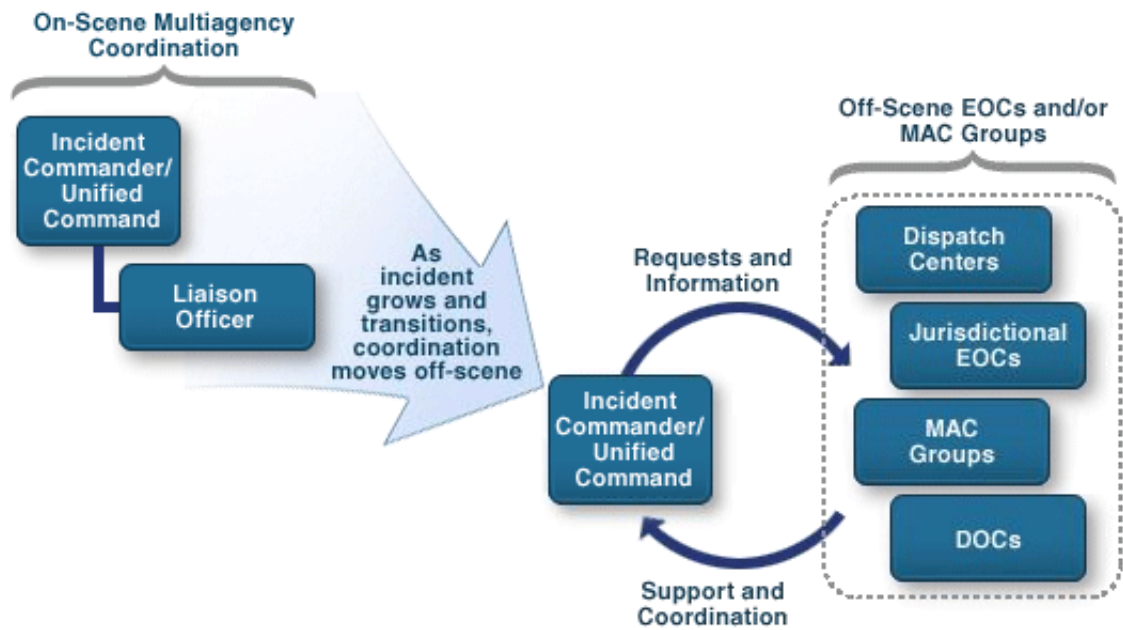 On-Scene Multiagency
Coordination
Incident
Commander/
Unified
Command
Liaison
Officer
As
incident
grows and
transitions,
coordination
moves off-scene
Incident
Commander/
Unified
Command
Requests and
Information
Support and
Coordination
Off-Scene EOCs and/or
MAC Groups
Dispatch
Centers
Jurisdictional
EOCs
MAC
Groups
DOCs